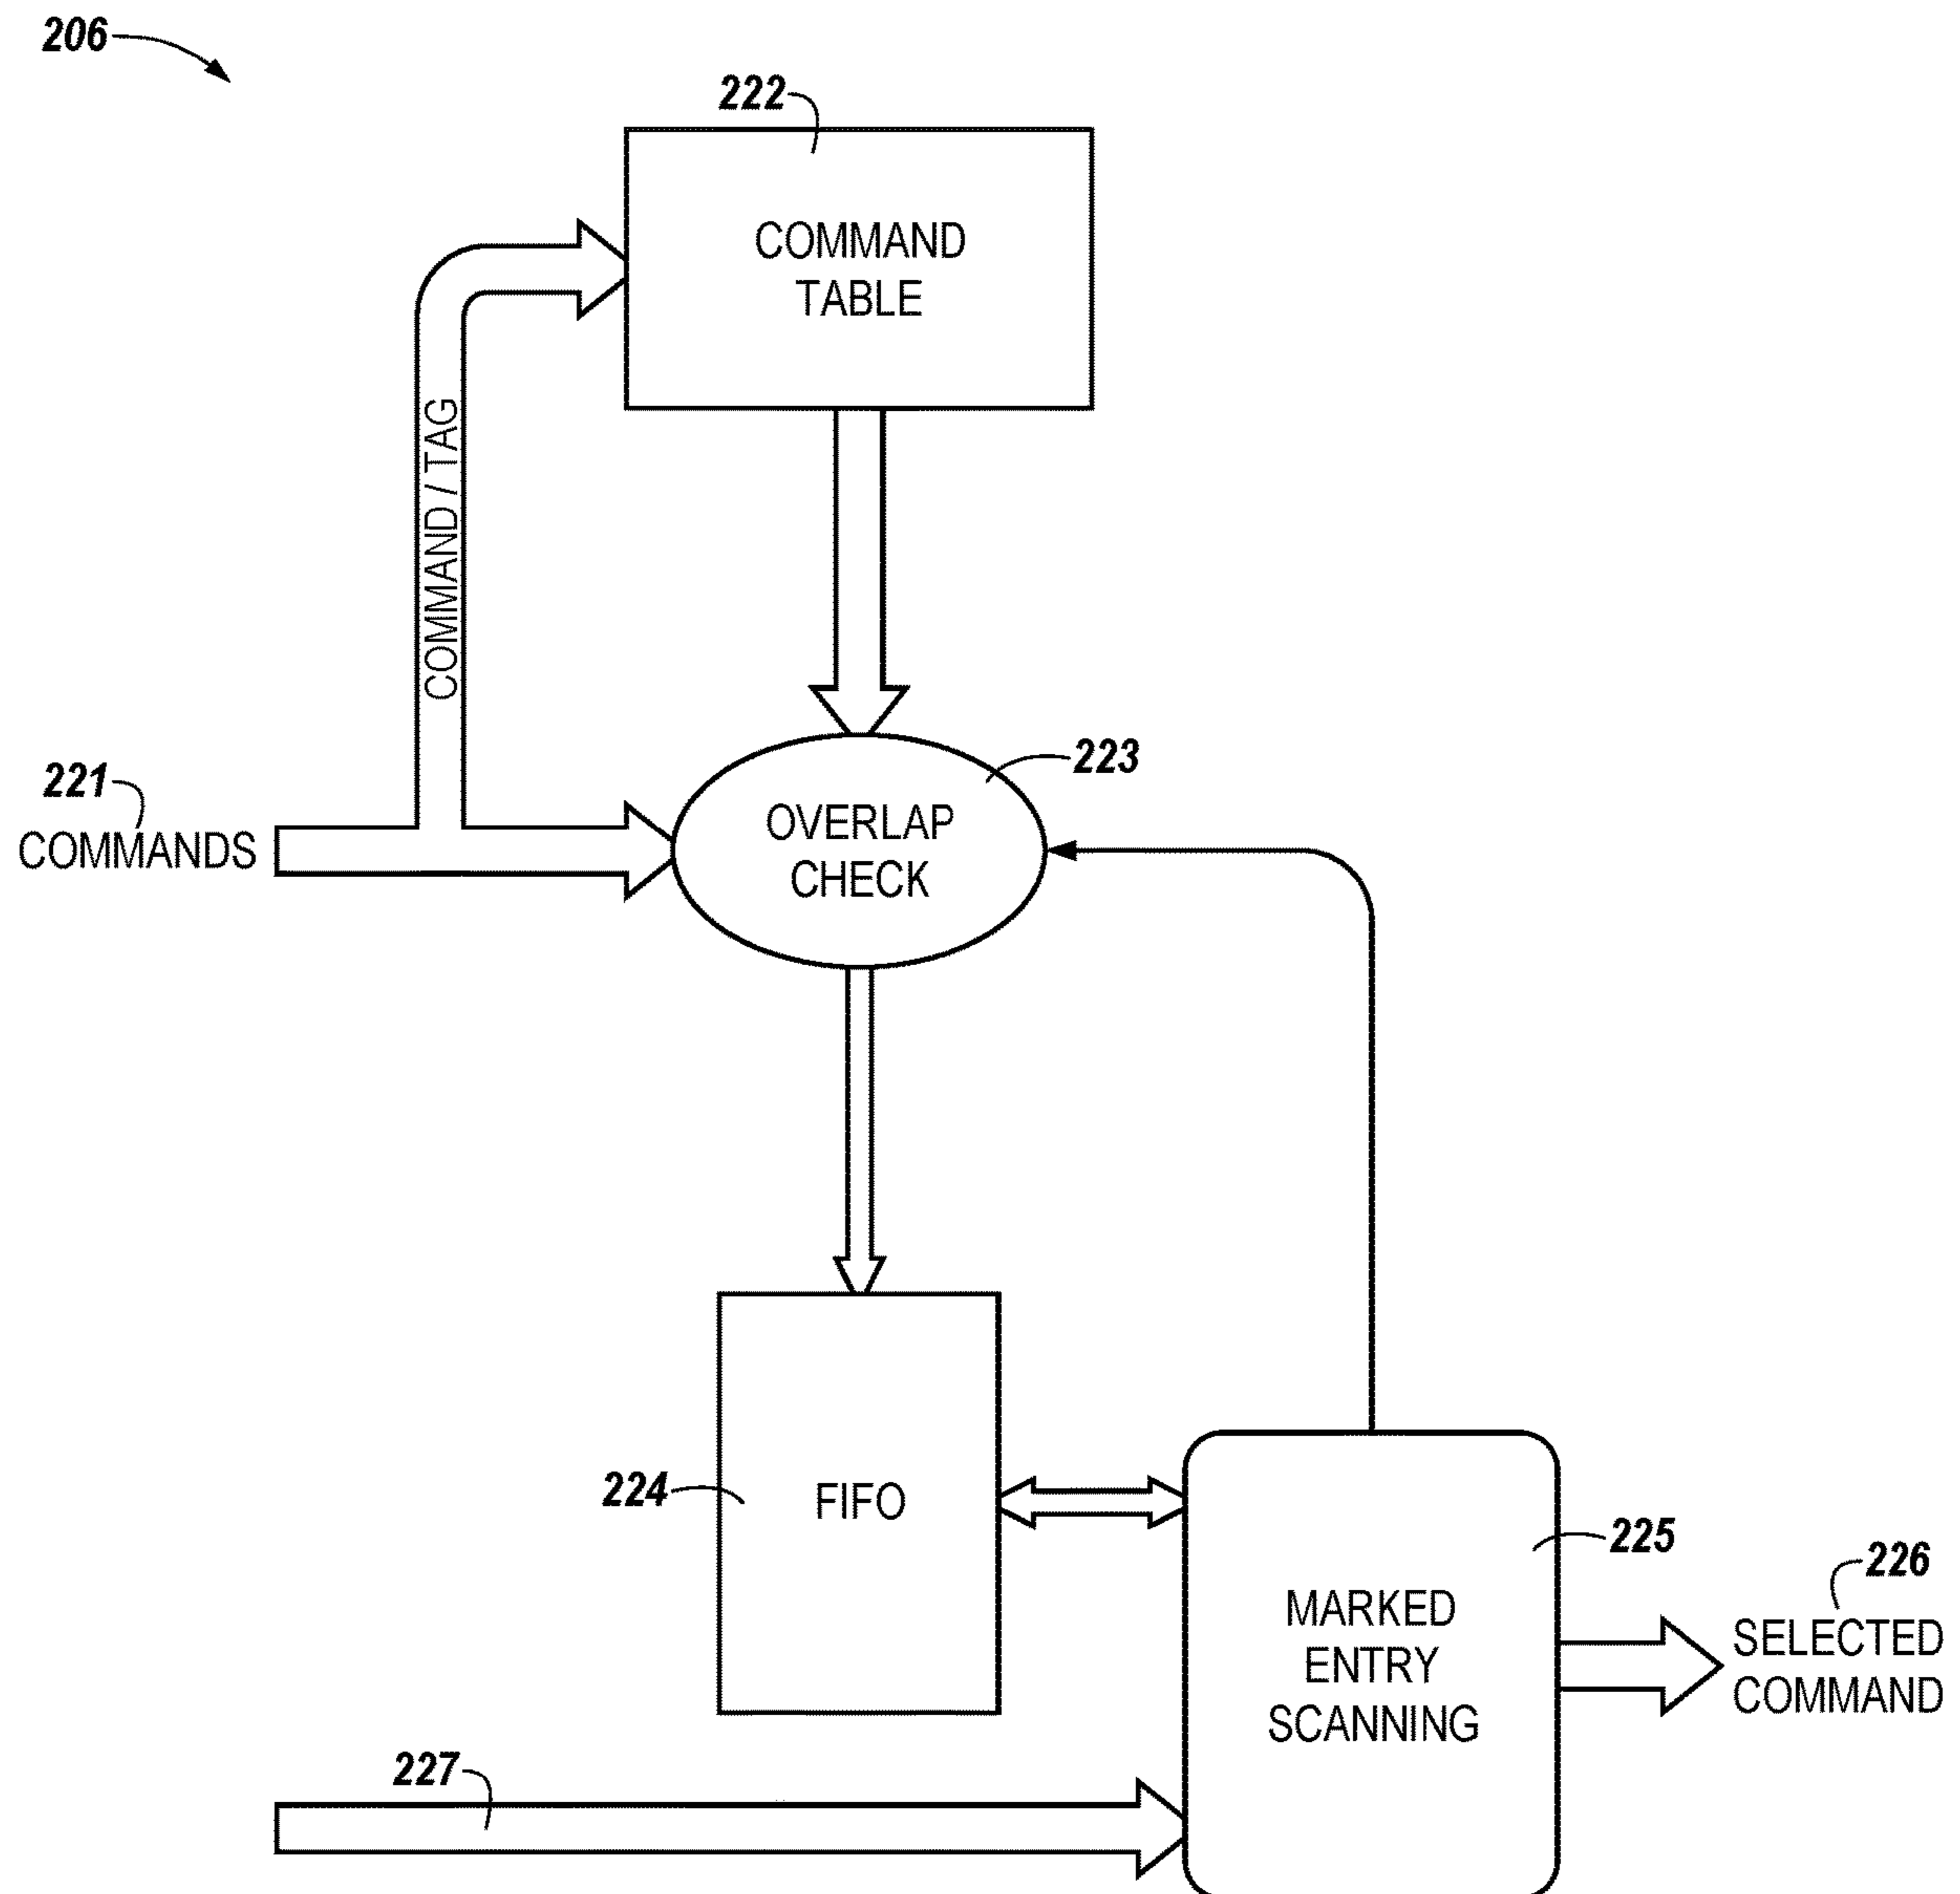 206
222
COMMAND
TABLE
COMMAND / TAG
221
COMMANDS
223
OVERLAP
CHECK
224
FIFO
225
MARKED
ENTRY
SCANNING
226
SELECTED
COMMAND
227